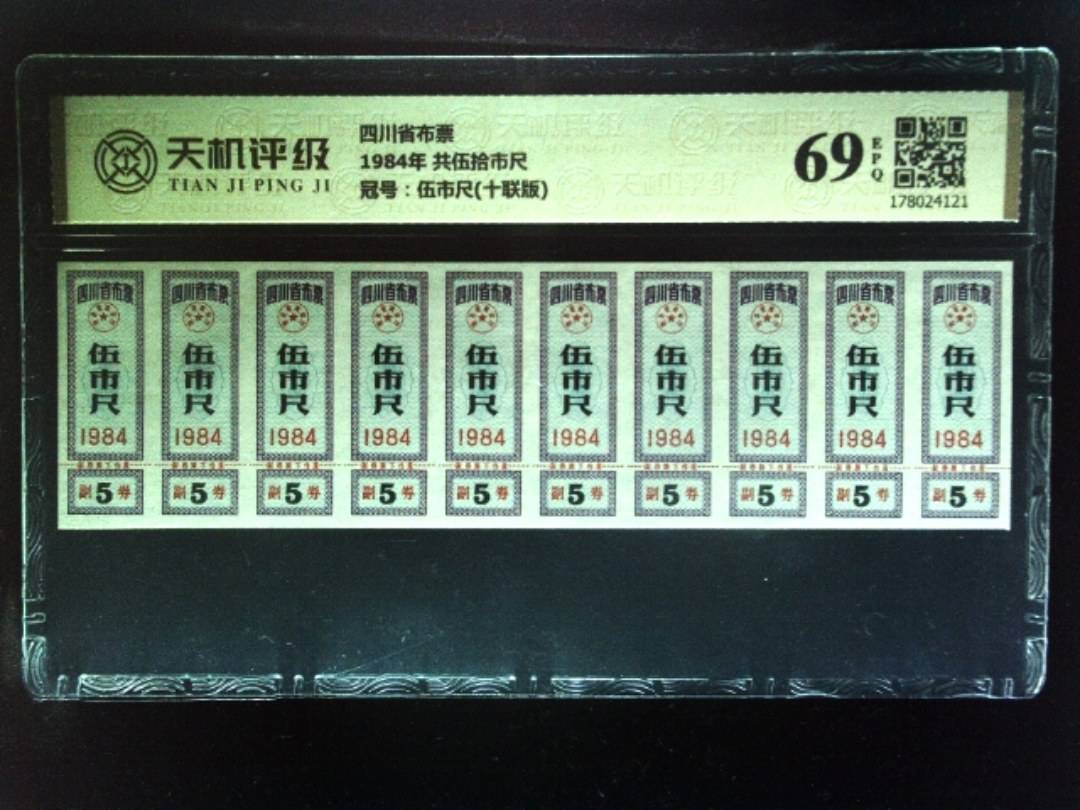 天机评级
TIAN JI PING JI
四川省布票
1984年 共伍拾市尺
冠号：伍市尺(十联版)
69
EPQ
178024121
四川省布票 四川省布票 四川省布票 四川省布票 四川省布票 四川省布票 四川省布票 四川省布票 四川省布票 四川省布票
伍市尺 伍市尺 伍市尺 伍市尺 伍市尺 伍市尺 伍市尺 伍市尺 伍市尺 伍市尺
1984 1984 1984 1984 1984 1984 1984 1984 1984 1984
副5券 副5券 副5券 副5券 副5券 副5券 副5券 副5券 副5券 副5券